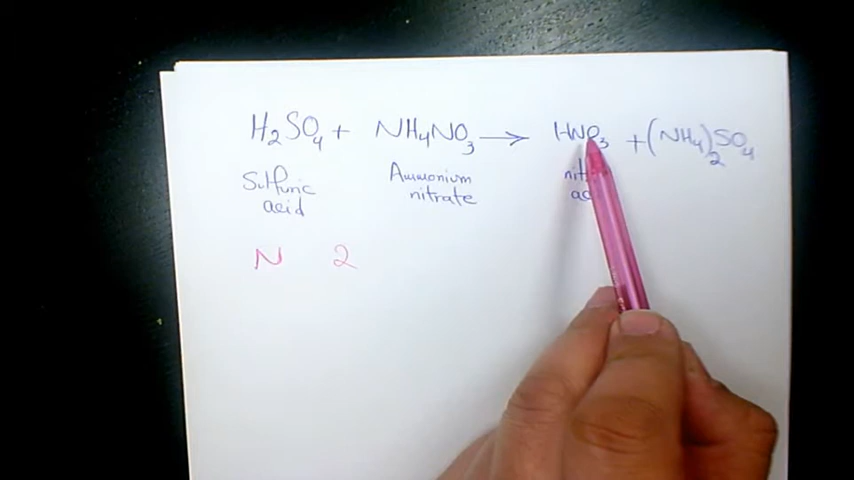 H₂SO₄ + NH₄NO₃ → HNO₃ + (NH₄)₂SO₄
Sulfuric acid
Ammonium nitrate
N 2